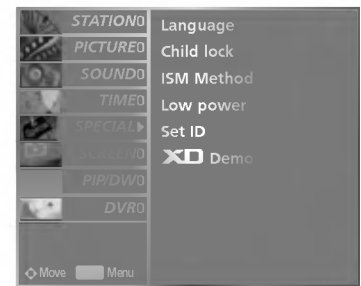 STATION
PICTURE
SOUND
TIME
SPECIAL
SCREEN
PIP/DW
DVR
Move Menu
Language
Child lock
ISM Method
Low power
Set ID
XD Demo